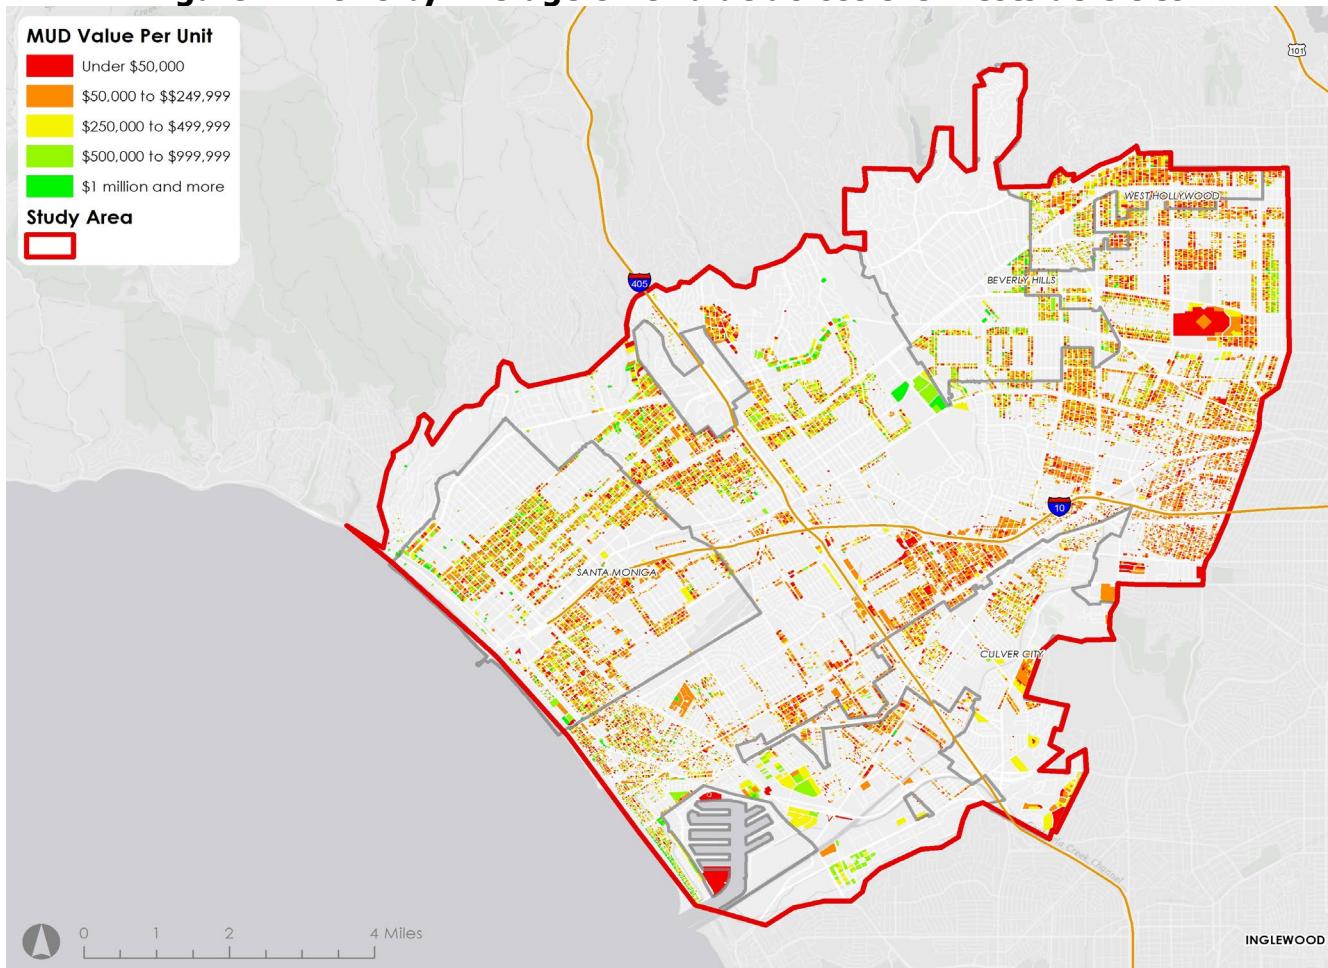 MUD Value Per Unit
Under $50,000
$50,000 to $$249,999
$250,000 to $499,999
$500,000 to $999,999
$1 million and more
Study Area
101
WEST HOLLYWOOD
405
BEVERLY HILLS
10
SANTA MONICA
CULVER CITY
Creek Channel
0 1 2 4 Miles
INGLEWOOD